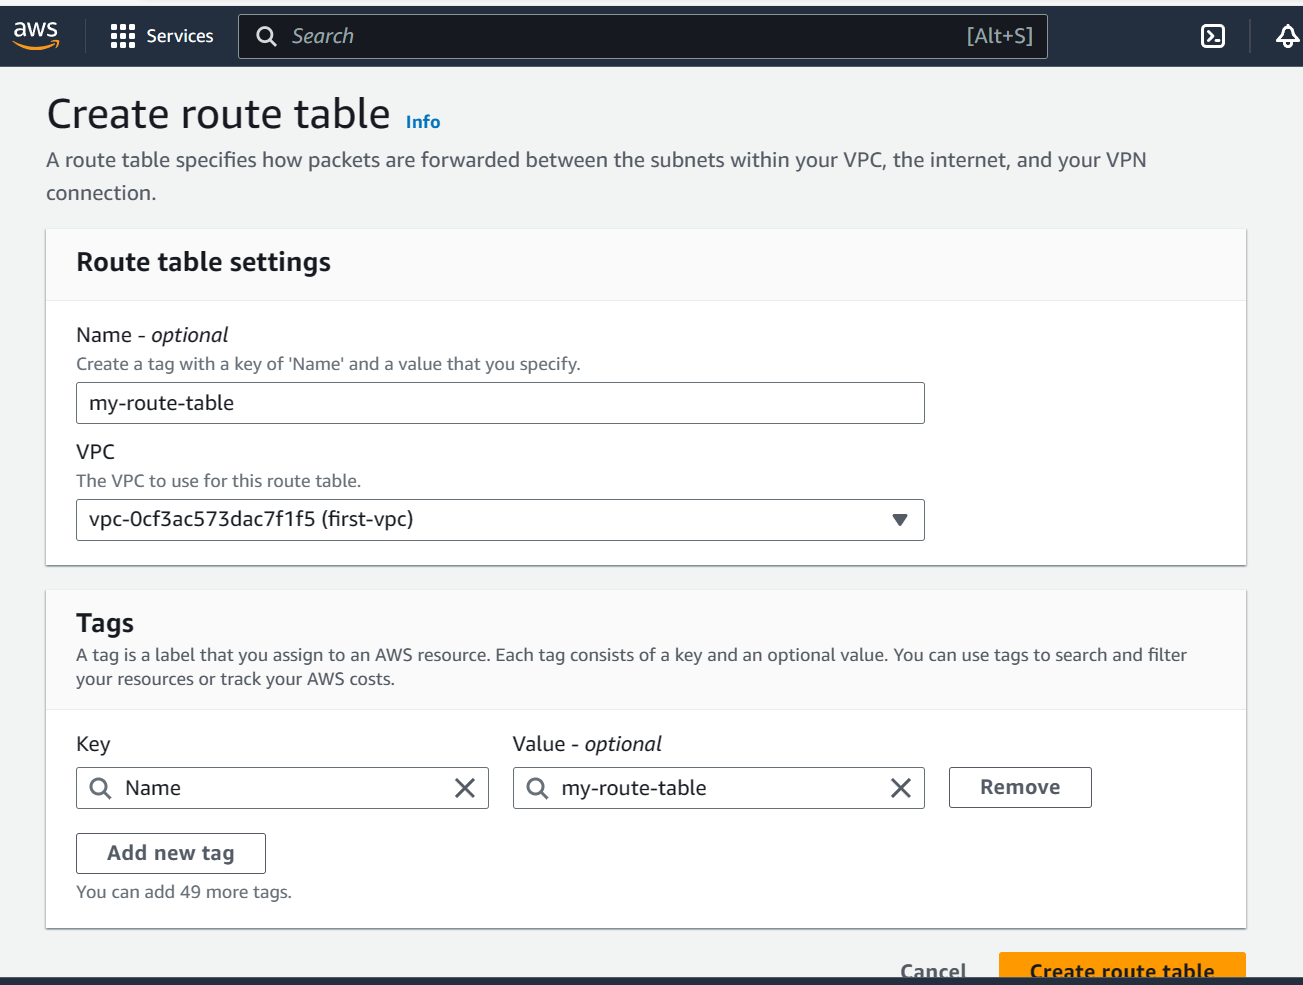 aws
Services
Search
[Alt+S]
Create route table Info
A route table specifies how packets are forwarded between the subnets within your VPC, the internet, and your VPN
connection.
Route table settings
Name - optional
Create a tag with a key of 'Name' and a value that you specify.
my-route-table
VPC
The VPC to use for this route table.
vpc-0cf3ac573dac7f1f5 (first-vpc)
Tags
A tag is a label that you assign to an AWS resource. Each tag consists of a key and an optional value. You can use tags to search and filter
your resources or track your AWS costs.
Key
Value - optional
Name
my-route-table
Remove
Add new tag
You can add 49 more tags.
Cancel
Create route table